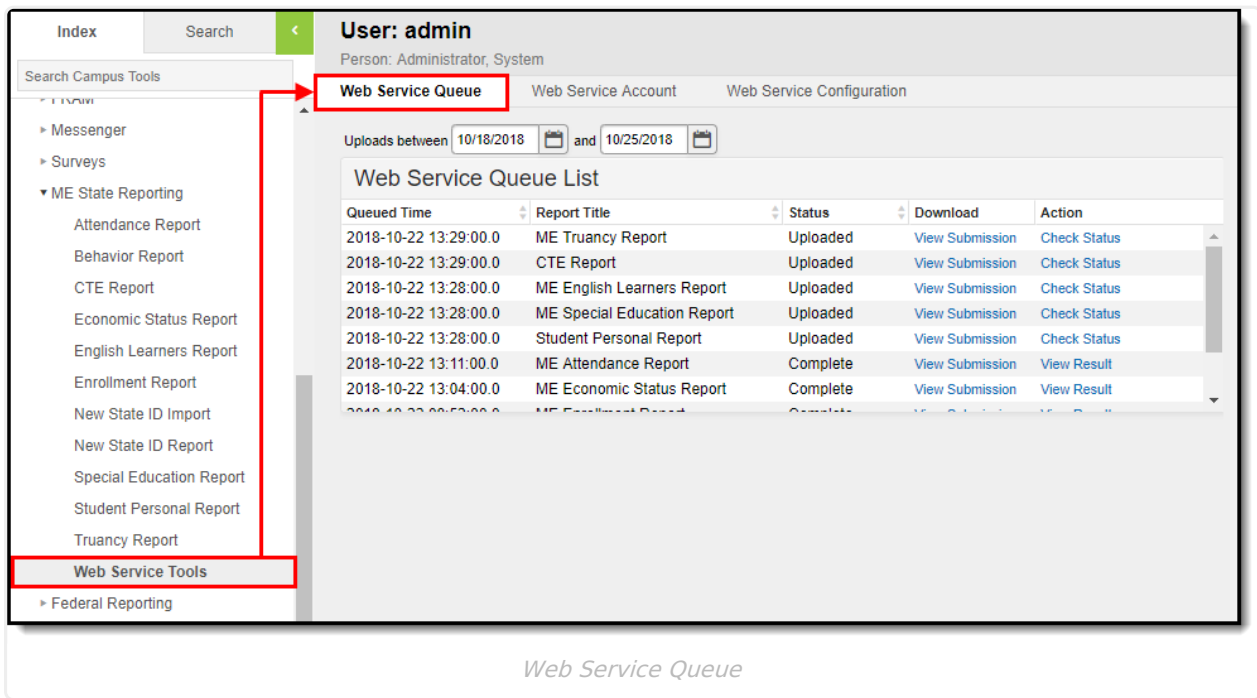 Index Search
Search Campus Tools
FRAM
Messenger
Surveys
ME State Reporting
Attendance Report
Behavior Report
CTE Report
Economic Status Report
English Learners Report
Enrollment Report
New State ID Import
New State ID Report
Special Education Report
Student Personal Report
Truancy Report
Web Service Tools
Federal Reporting
User: admin
Person: Administrator, System
Web Service Queue Web Service Account Web Service Configuration
Uploads between 10/18/2018 and 10/25/2018
Web Service Queue List
Queued Time Report Title Status Download Action
2018-10-22 13:29:00.0 ME Truancy Report Uploaded View Submission Check Status
2018-10-22 13:29:00.0 CTE Report Uploaded View Submission Check Status
2018-10-22 13:28:00.0 ME English Learners Report Uploaded View Submission Check Status
2018-10-22 13:28:00.0 ME Special Education Report Uploaded View Submission Check Status
2018-10-22 13:28:00.0 Student Personal Report Uploaded View Submission Check Status
2018-10-22 13:11:00.0 ME Attendance Report Complete View Submission View Result
2018-10-22 13:04:00.0 ME Economic Status Report Complete View Submission View Result
ME Enrollment Report Complete View Submission View Result
Web Service Queue